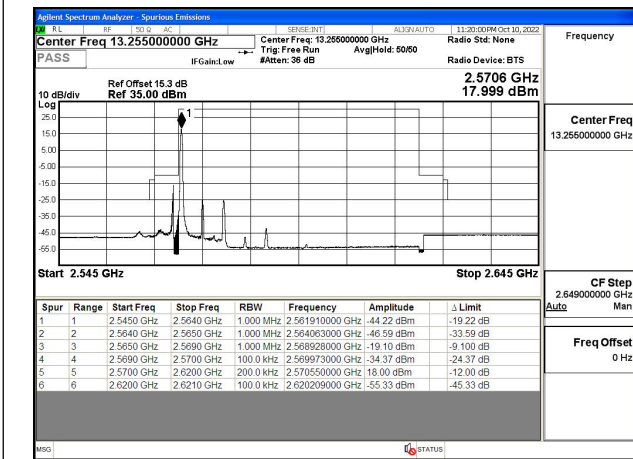 Agilent Spectrum Analyzer - Spurious Emissions
RL RF 50 Ω AC SENSE:INT ALIGN AUTO 11:20:00 PM Oct 10, 2022
Center Freq 13.255000000 GHz Center Freq: 13.255000000 GHz Radio Std: None Frequency
Trig: Free Run Avg|Hold: 50/50
PASS IFGain:Low #Atten: 36 dB Radio Device: BTS
2.5706 GHz
Ref Offset 15.3 dB
10 dB/div Ref 35.00 dBm 17.999 dBm
Log
25.0
1
15.0
5.00
-5.00
-15.0
-25.0
-35.0
-45.0
-55.0
Center Freq
13.255000000 GHz
Start 2.545 GHz Stop 2.645 GHz
CF Step
2.649000000 GHz
Auto Man
Freq Offset
0 Hz
Spur Range Start Freq Stop Freq RBW Frequency Amplitude Δ Limit
1 1 2.5450 GHz 2.5640 GHz 1.000 MHz 2.561910000 GHz -44.22 dBm -19.22 dB
2 2 2.5640 GHz 2.5650 GHz 1.000 MHz 2.564063000 GHz -46.59 dBm -33.59 dB
3 3 2.5650 GHz 2.5690 GHz 1.000 MHz 2.568928000 GHz -19.10 dBm -9.100 dB
4 4 2.5690 GHz 2.5700 GHz 100.0 kHz 2.569973000 GHz -34.37 dBm -24.37 dB
5 5 2.5700 GHz 2.6200 GHz 200.0 kHz 2.570550000 GHz 18.00 dBm -12.00 dB
6 6 2.6200 GHz 2.6210 GHz 100.0 kHz 2.620209000 GHz -55.33 dBm -45.33 dB
MSG STATUS